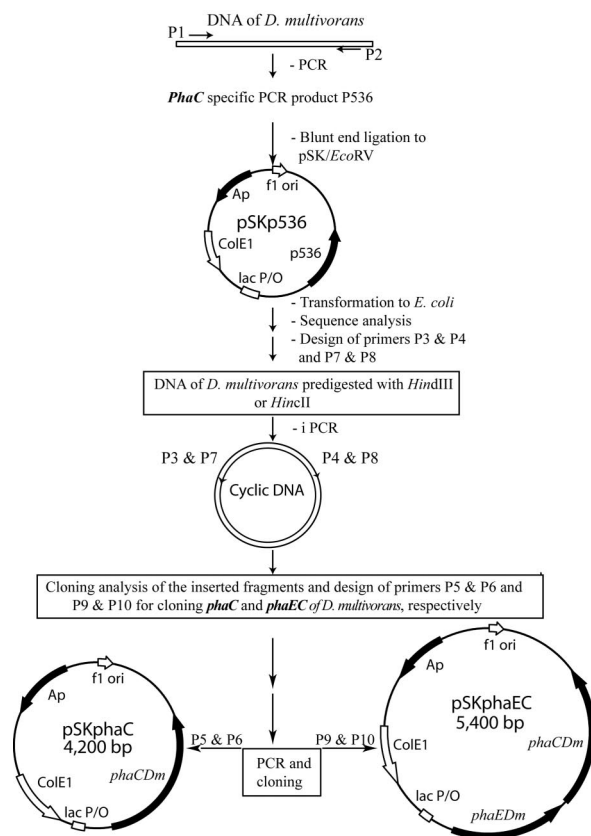 DNA of D. multivorans
P1
P2
- PCR
PhaC specific PCR product P536
- Blunt end ligation to
pSK/EcoRV
f1 ori
Ap
pSKp536
ColE1
p536
lac P/O
- Transformation to E. coli
- Sequence analysis
- Design of primers P3 & P4
and P7 & P8
DNA of D. multivorans predigested with HindIII
or HincII
- i PCR
P3 & P7
P4 & P8
Cyclic DNA
Cloning analysis of the inserted fragments and design of primers P5 & P6 and
P9 & P10 for cloning phaC and phaEC of D. multivorans, respectively
f1 ori
Ap
pSKphaC
4,200 bp
phaCDm
ColE1
lac P/O
P5 & P6
PCR and
cloning
P9 & P10
f1 ori
Ap
pSKphaEC
5,400 bp
phaCDm
ColE1
lac P/O
phaEDm